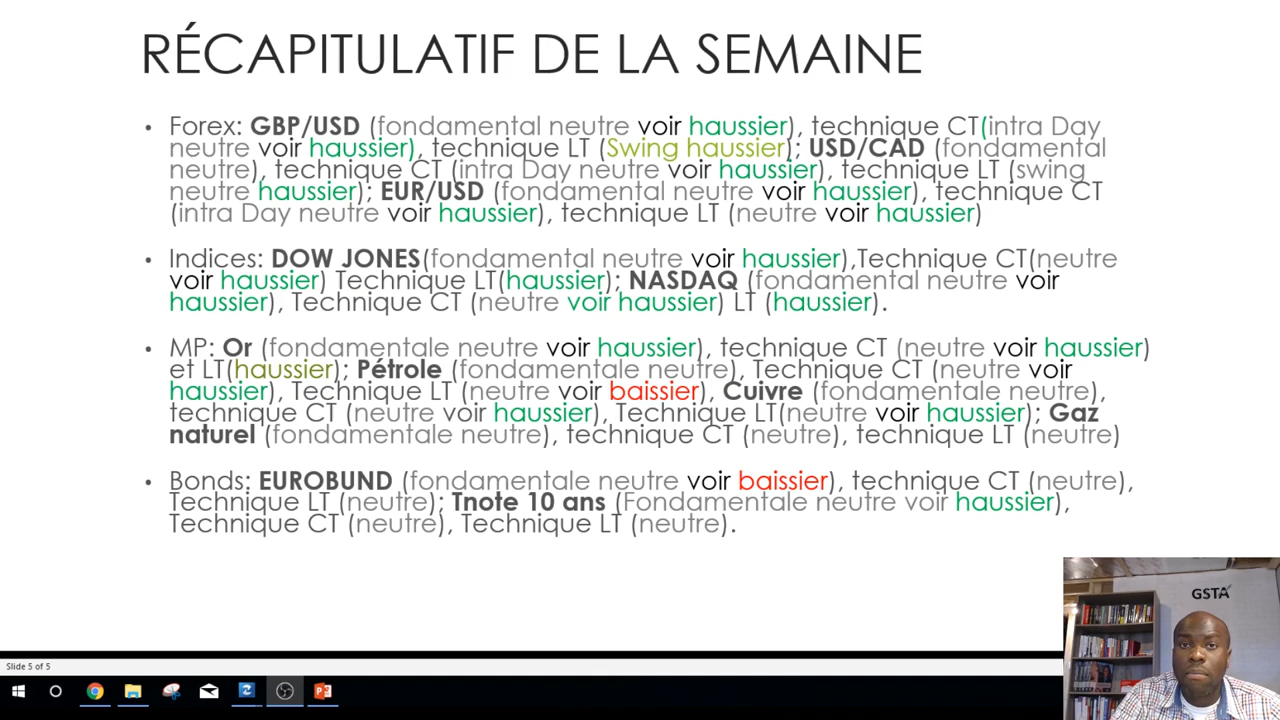 RÉCAPITULATIF DE LA SEMAINE
• Forex: GBP/USD (fondamental neutre voir haussier), technique CT(intra Day
neutre voir haussier), technique LT (Swing haussier); USD/CAD (fondamental
neutre), technique CT (intra Day neutre voir haussier), technique LT (swing
neutre haussier); EUR/USD (fondamental neutre voir haussier), technique CT
(intra Day neutre voir haussier), technique LT (neutre voir haussier)
• Indices: DOW JONES(fondamental neutre voir haussier),Technique CT(neutre
voir haussier) Technique LT(haussier); NASDAQ (fondamental neutre voir
haussier), Technique CT (neutre voir haussier) LT (haussier).
• MP: Or (fondamentale neutre voir haussier), technique CT (neutre voir haussier)
et LT(haussier); Pétrole (fondamentale neutre), Technique CT (neutre voir
haussier), Technique LT (neutre voir baissier), Cuivre (fondamentale neutre),
technique CT (neutre voir haussier), Technique LT(neutre voir haussier); Gaz
naturel (fondamentale neutre), technique CT (neutre), technique LT (neutre)
• Bonds: EUROBUND (fondamentale neutre voir baissier), technique CT (neutre),
Technique LT (neutre); Tnote 10 ans (Fondamentale neutre voir haussier),
Technique CT (neutre), Technique LT (neutre).
GSTA
Slide 5 of 5